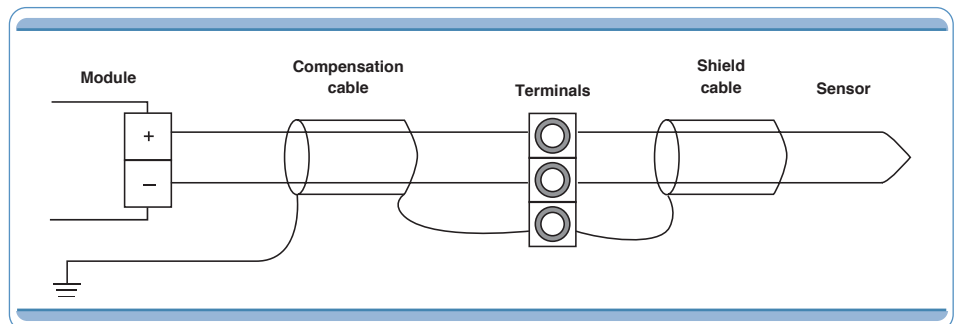 Module
Compensation
cable
Terminals
Shield
cable
Sensor
+
−